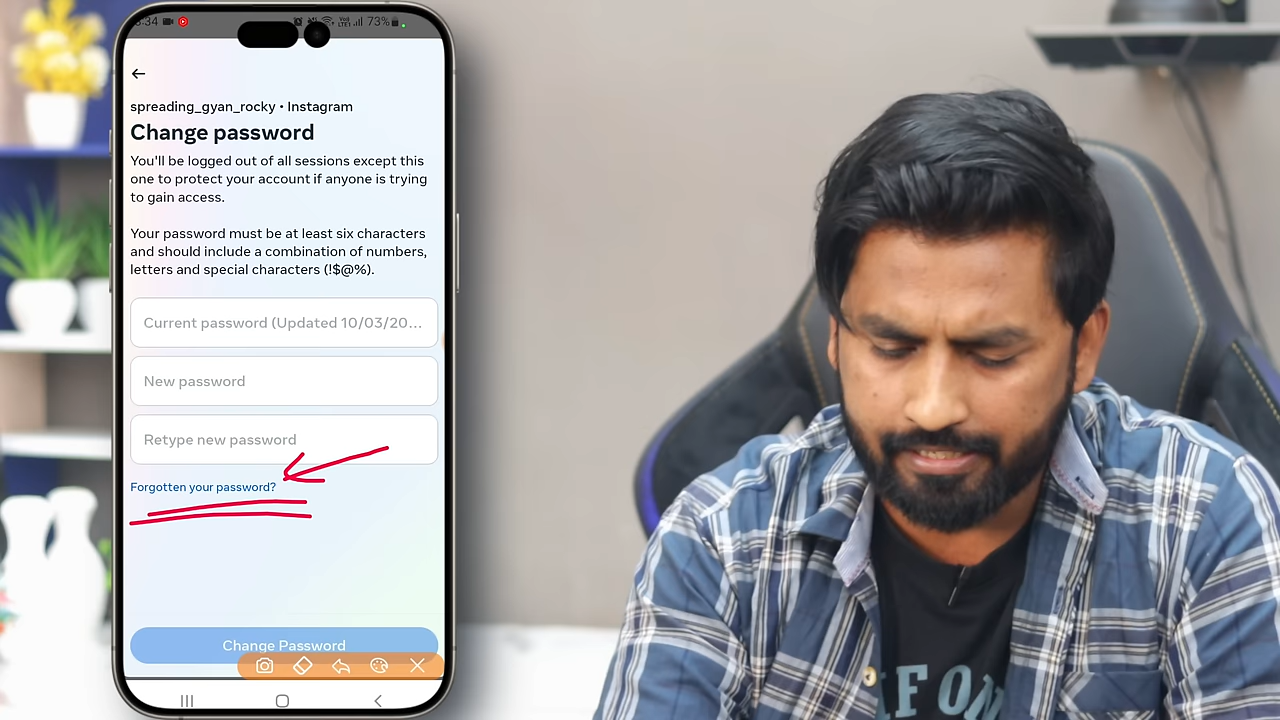 :34
73%
spreading_gyan_rocky • Instagram
Change password
You'll be logged out of all sessions except this
one to protect your account if anyone is trying
to gain access.
Your password must be at least six characters
and should include a combination of numbers,
letters and special characters (!$@%).
Current password (Updated 10/03/20...
New password
Retype new password
Forgotten your password?
Change Password